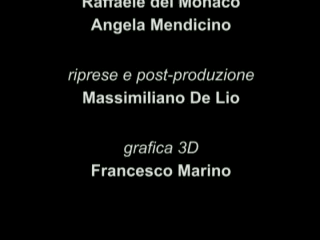 Raffaele del Monaco
Angela Mendicino
riprese e post-produzione
Massimiliano De Lio
grafica 3D
Francesco Marino